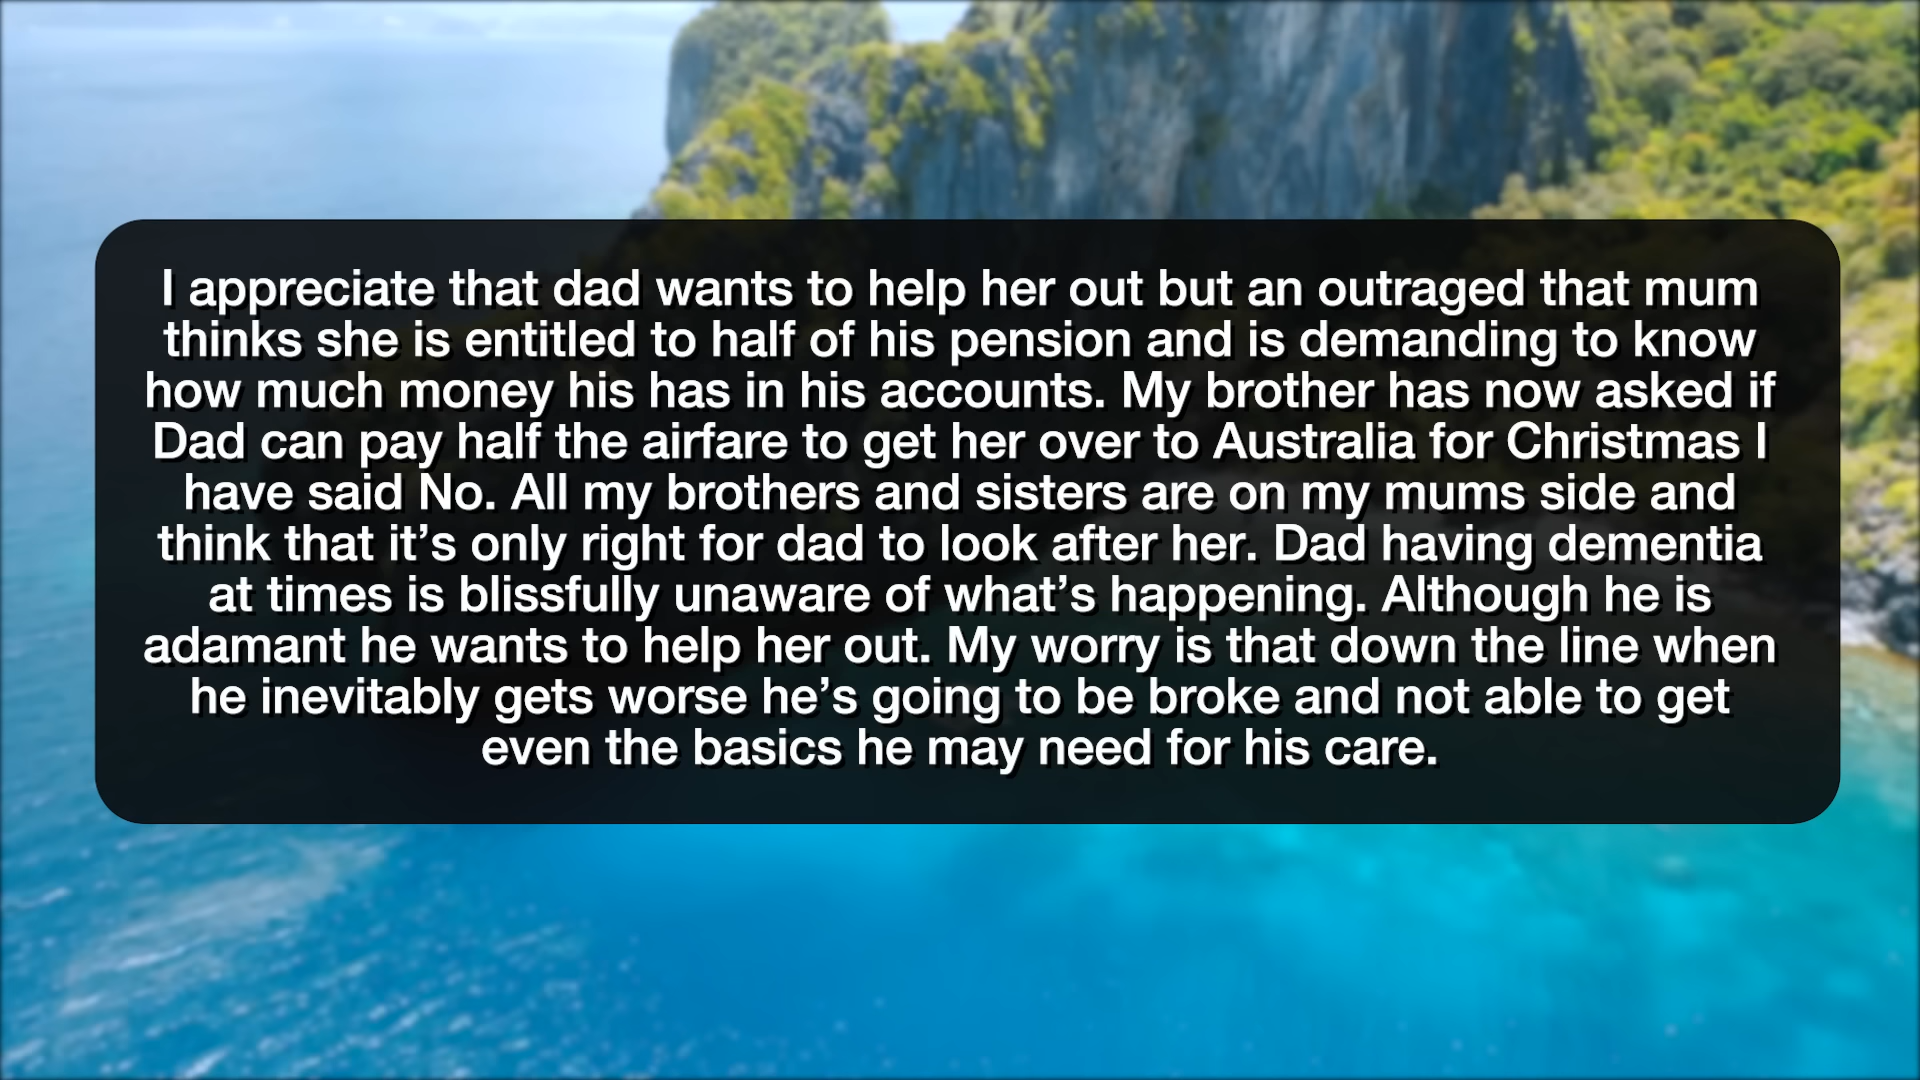 I appreciate that dad wants to help her out but an outraged that mum
thinks she is entitled to half of his pension and is demanding to know
how much money his has in his accounts. My brother has now asked if
Dad can pay half the airfare to get her over to Australia for Christmas I
have said No. All my brothers and sisters are on my mums side and
think that it’s only right for dad to look after her. Dad having dementia
at times is blissfully unaware of what’s happening. Although he is
adamant he wants to help her out. My worry is that down the line when
he inevitably gets worse he’s going to be broke and not able to get
even the basics he may need for his care.